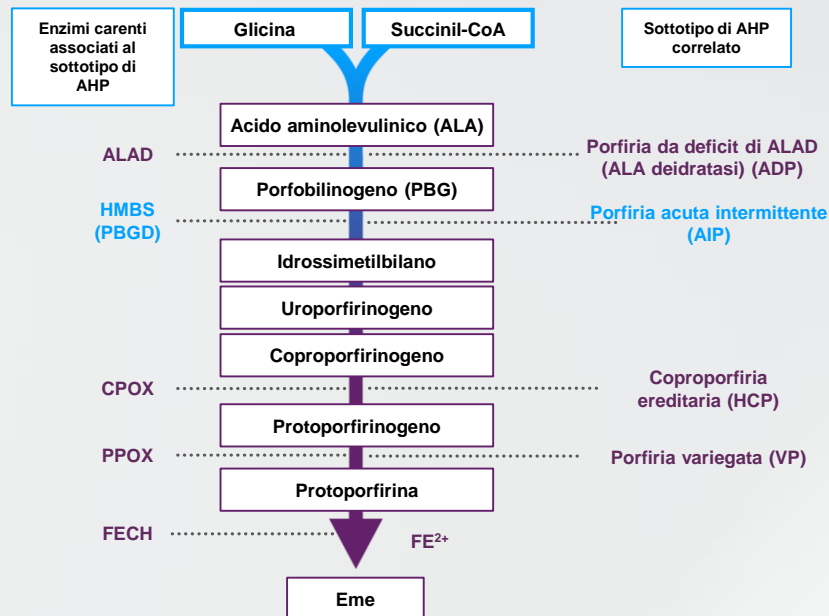 Enzimi carenti
associati al
sottotipo di
AHP
Glicina
Succinil-CoA
Sottotipo di AHP
correlato
Acido aminolevulinico (ALA)
ALAD
Porfiria da deficit di ALAD
(ALA deidratasi) (ADP)
Porfobilinogeno (PBG)
HMBS
(PBGD)
Porfiria acuta intermittente
(AIP)
Idrossimetilbilano
Uroporfirinogeno
Coproporfirinogeno
CPOX
Coproporfiria
ereditaria (HCP)
Protoporfirinogeno
PPOX
Porfiria variegata (VP)
Protoporfirina
FECH
FE²⁺
Eme